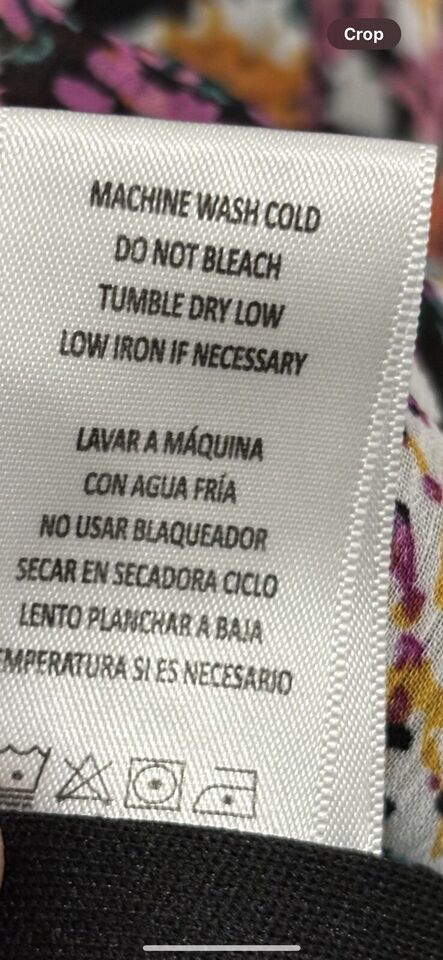 Crop
MACHINE WASH COLD
DO NOT BLEACH
TUMBLE DRY LOW
LOW IRON IF NECESSARY
LAVAR A MÁQUINA
CON AGUA FRÍA
NO USAR BLAQUEADOR
SECAR EN SECADORA CICLO
LENTO PLANCHAR A BAJA
EMPERATURA SI ES NECESARIO